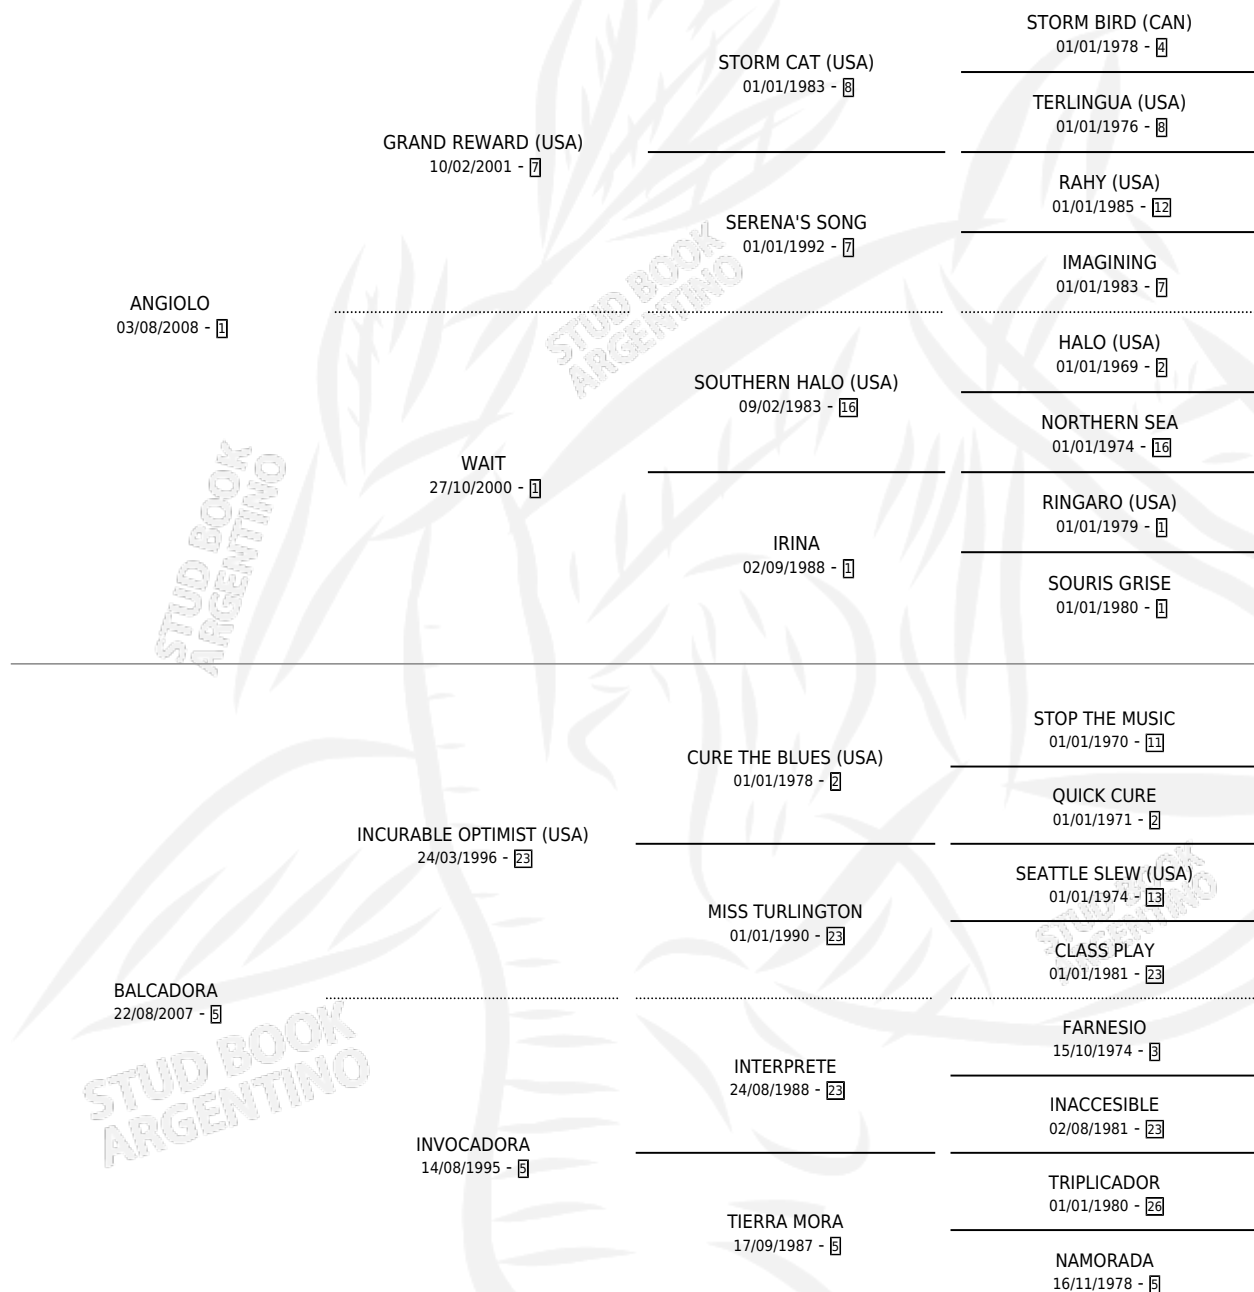 STORM BIRD (CAN)
01/01/1978 - 4
STORM CAT (USA)
01/01/1983 - 8
TERLINGUA (USA)
01/01/1976 - 8
GRAND REWARD (USA)
10/02/2001 - 7
RAHY (USA)
01/01/1985 - 12
SERENA'S SONG
01/01/1992 - 7
IMAGINING
01/01/1983 - 7
ANGIOLO
03/08/2008 - 1
HALO (USA)
01/01/1969 - 2
SOUTHERN HALO (USA)
09/02/1983 - 16
NORTHERN SEA
01/01/1974 - 16
WAIT
27/10/2000 - 1
RINGARO (USA)
01/01/1979 - 1
IRINA
02/09/1988 - 1
SOURIS GRISE
01/01/1980 - 1
STOP THE MUSIC
01/01/1970 - 11
CURE THE BLUES (USA)
01/01/1978 - 2
QUICK CURE
01/01/1971 - 2
INCURABLE OPTIMIST (USA)
24/03/1996 - 23
SEATTLE SLEW (USA)
01/01/1974 - 13
MISS TURLINGTON
01/01/1990 - 23
CLASS PLAY
01/01/1981 - 23
BALCADORA
22/08/2007 - 5
FARNESIO
15/10/1974 - 3
INTERPRETE
24/08/1988 - 23
INACCESIBLE
02/08/1981 - 23
INVOCADORA
14/08/1995 - 5
TRIPLICADOR
01/01/1980 - 26
TIERRA MORA
17/09/1987 - 5
NAMORADA
16/11/1978 - 5
STUD BOOK
ARGENTINO
STUD BOOK
ARGENTINO
STUD BOOK
ARGENTINO
STUD BOOK
ARGENTINO